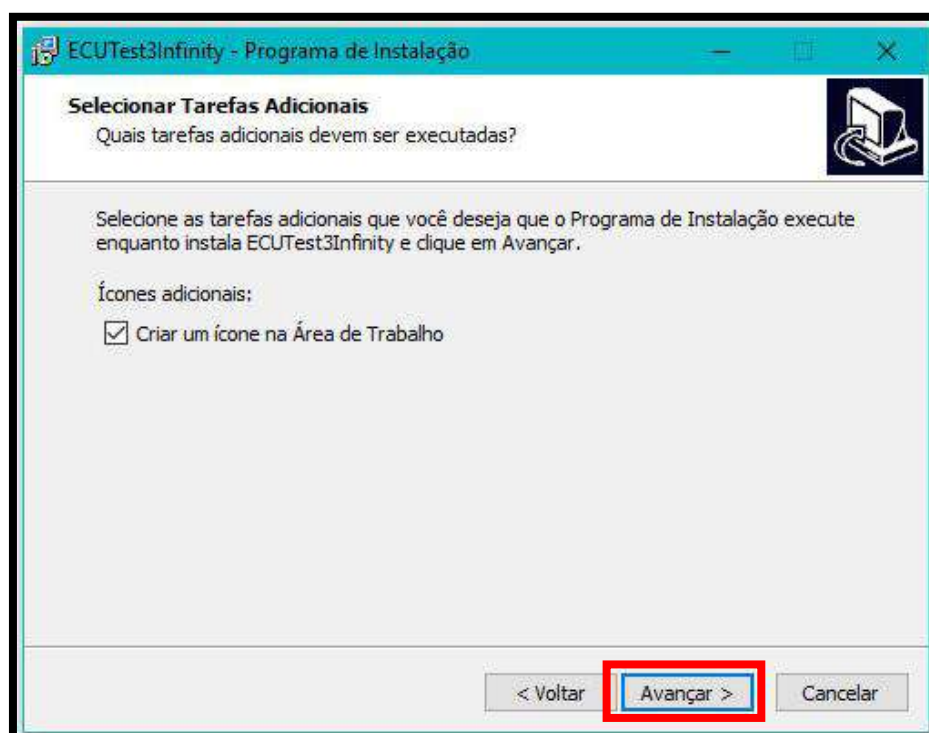 ECUTest3Infinity - Programa de Instalação
Selecionar Tarefas Adicionais
Quais tarefas adicionais devem ser executadas?
Selecione as tarefas adicionais que você deseja que o Programa de Instalação execute
enquanto instala ECUTest3Infinity e clique em Avançar.
Ícones adicionais:
Criar um ícone na Área de Trabalho
< Voltar
Avançar >
Cancelar